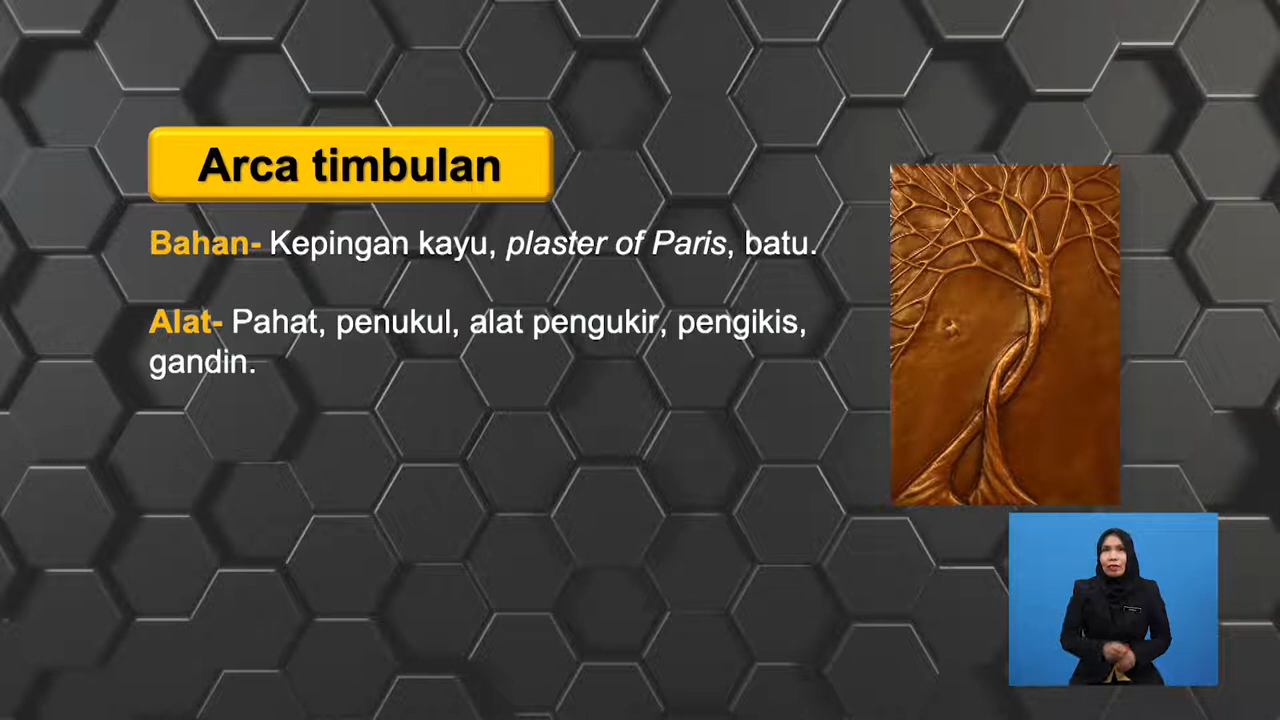 Arca timbulan
Bahan- Kepingan kayu, plaster of Paris, batu.
Alat- Pahat, penukul, alat pengukir, pengikis,
gandin.